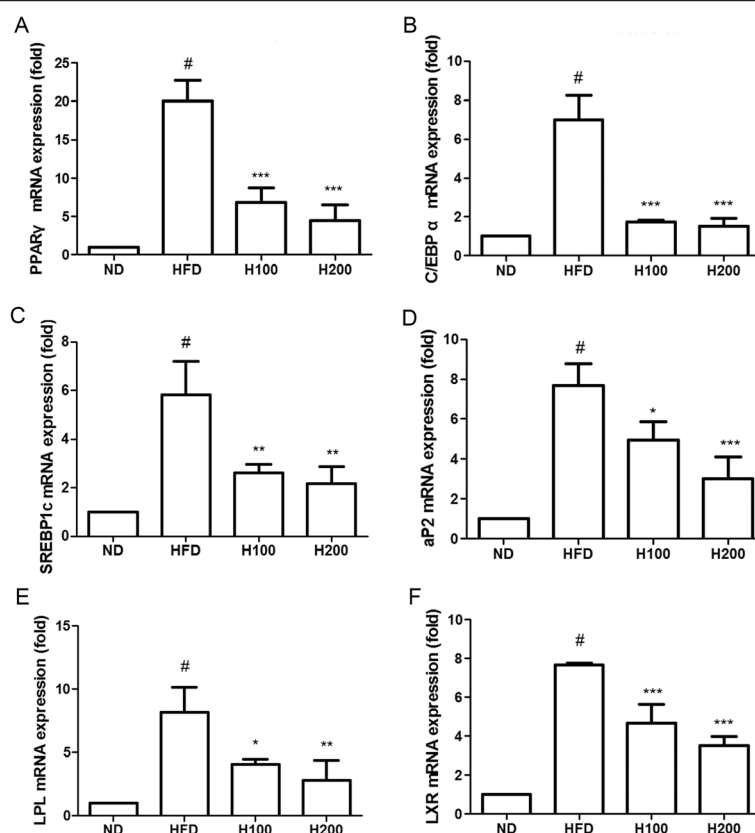 A
PPARγ mRNA expression (fold)
25
20
15
10
5
0
#
***
***
ND HFD H100 H200
B
C/EBP α mRNA expression (fold)
10
8
6
4
2
0
#
***
***
ND HFD H100 H200
C
SREBP1c mRNA expression (fold)
8
6
4
2
0
#
**
**
ND HFD H100 H200
D
aP2 mRNA expression (fold)
10
8
6
4
2
0
#
*
***
ND HFD H100 H200
E
LPL mRNA expression (fold)
15
10
5
0
#
*
**
ND HFD H100 H200
F
LXR mRNA expression (fold)
10
8
6
4
2
0
#
***
***
ND HFD H100 H200